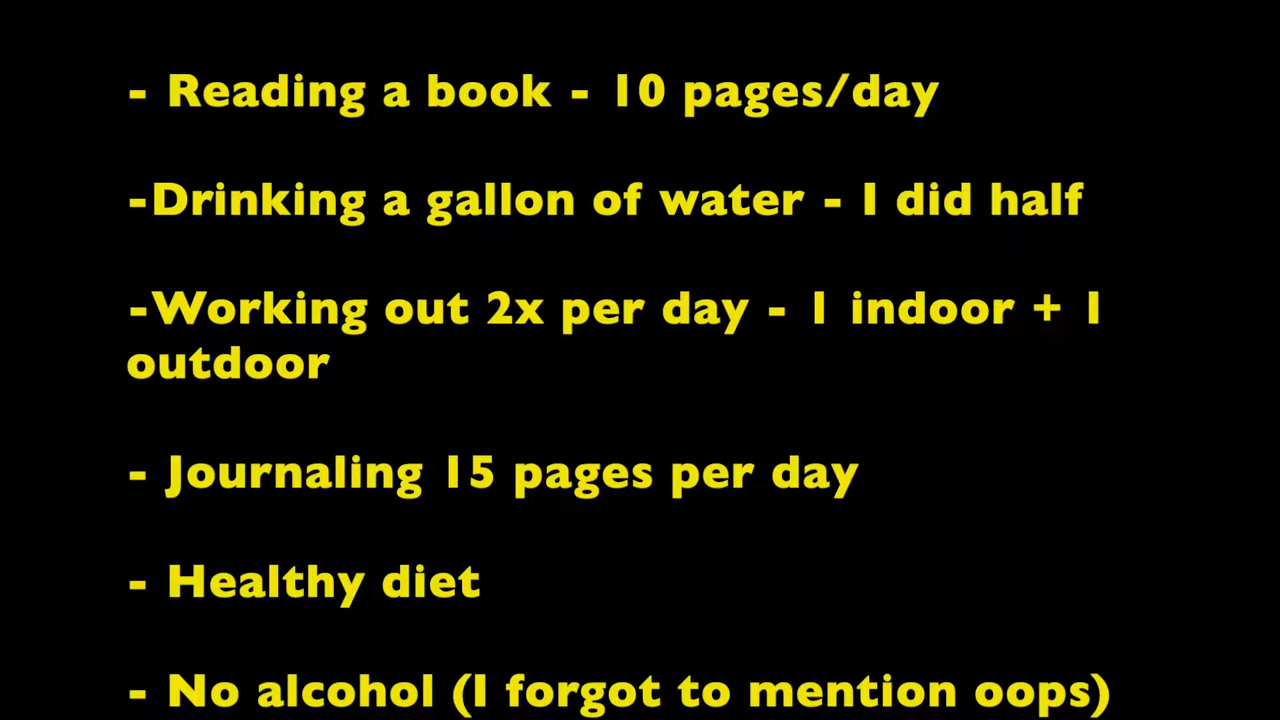 - Reading a book - 10 pages/day
-Drinking a gallon of water - I did half
-Working out 2x per day - 1 indoor + 1
outdoor
- Journaling 15 pages per day
- Healthy diet
- No alcohol (I forgot to mention oops)